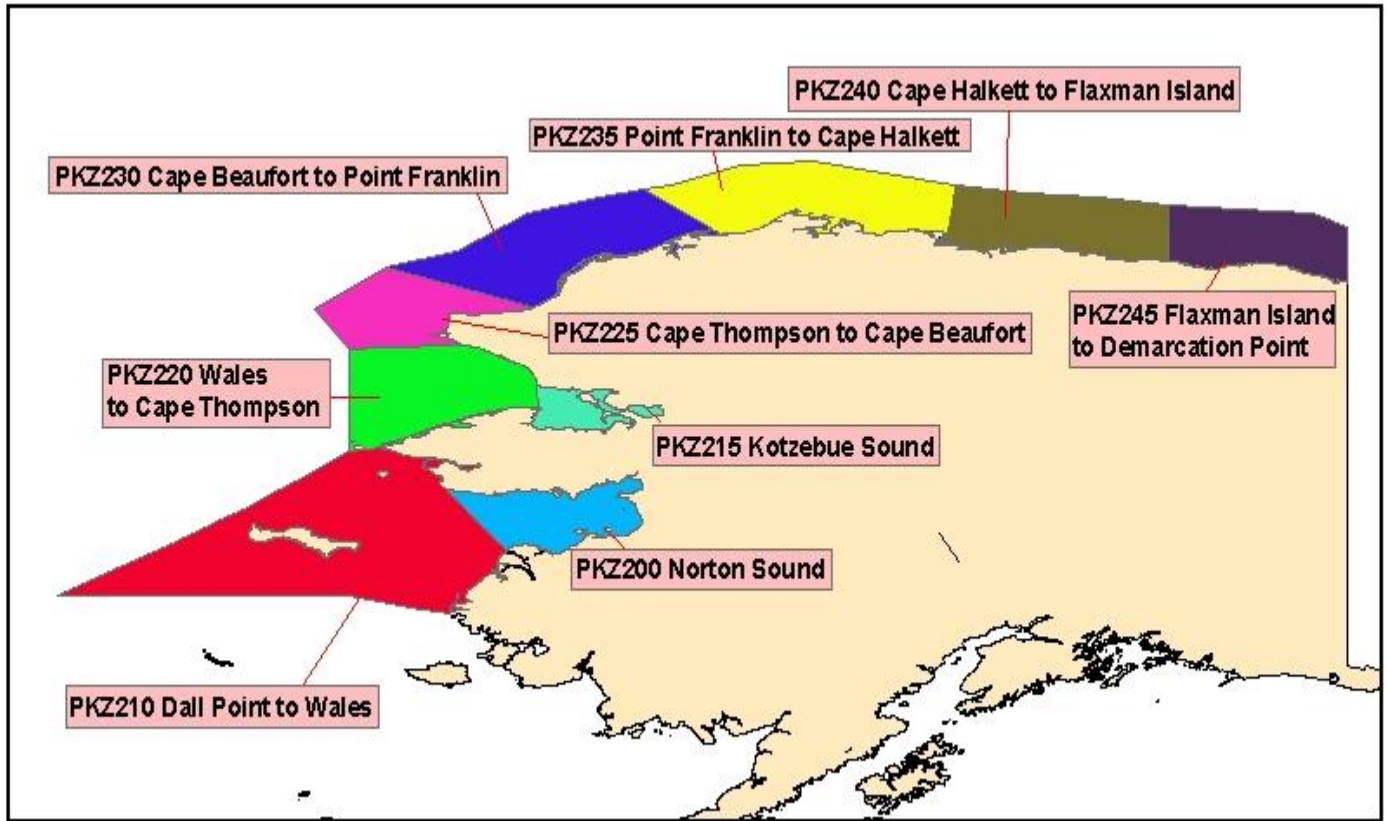 PKZ240 Cape Halkett to Flaxman Island
PKZ235 Point Franklin to Cape Halkett
PKZ230 Cape Beaufort to Point Franklin
PKZ245 Flaxman Island
to Demarcation Point
PKZ225 Cape Thompson to Cape Beaufort
PKZ220 Wales
to Cape Thompson
PKZ215 Kotzebue Sound
PKZ200 Norton Sound
PKZ210 Dall Point to Wales